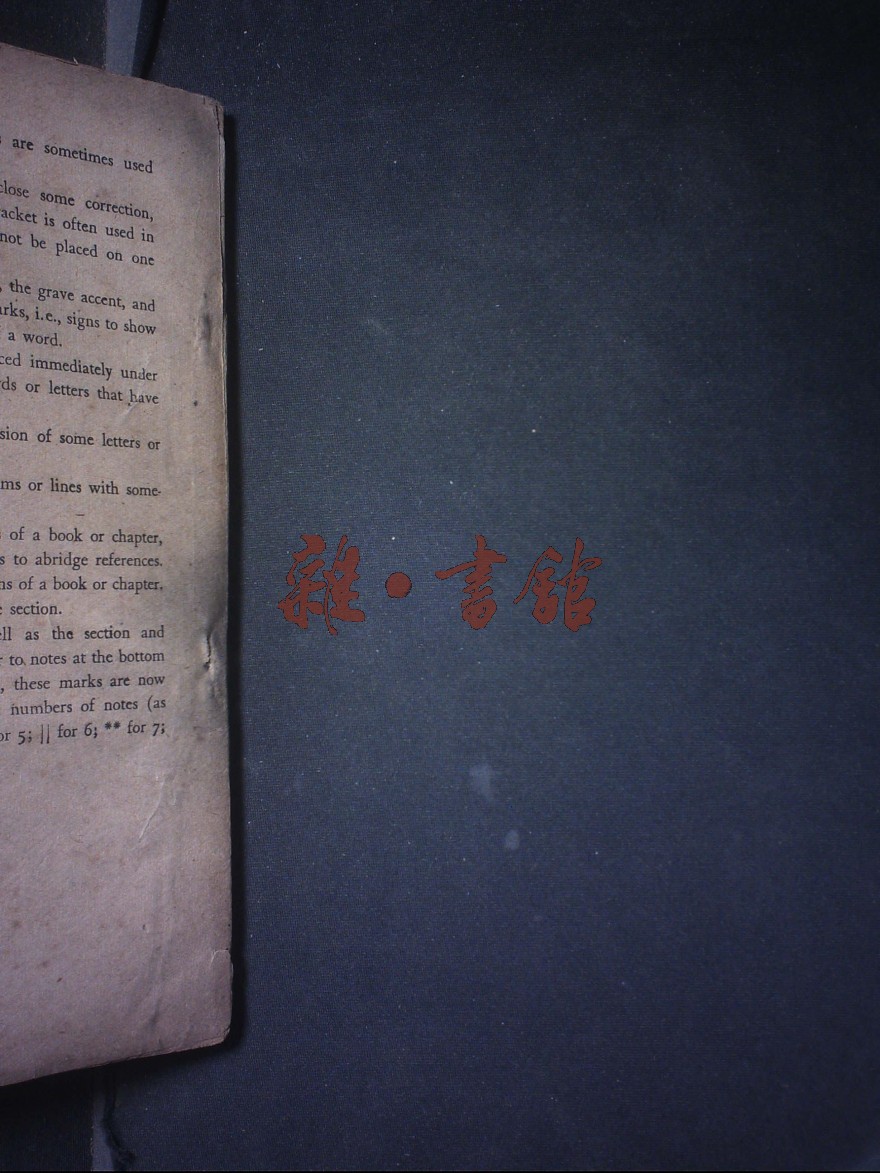 are sometimes used
close some correction,
acket is often used in
not be placed on one
, the grave accent, and
arks, i.e., signs to show
a word.
ced immediately under
ds or letters that have
sion of some letters or
ms or lines with some-
of a book or chapter,
s to abridge references.
ns of a book or chapter.
section.
ll as the section and
to notes at the bottom
, these marks are now
numbers of notes (as
or 5; || for 6; ** for 7;
雜·書館